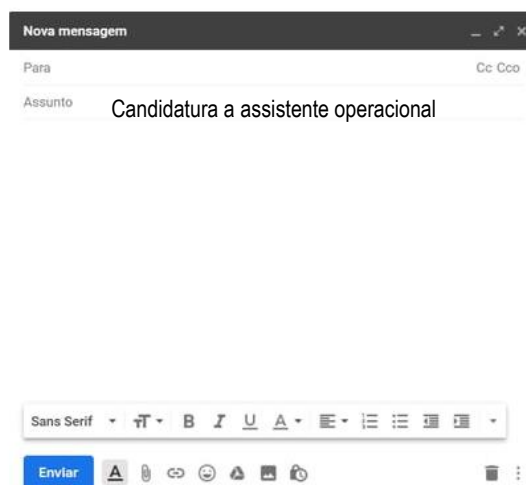 Nova mensagem
Para Cc Cco
Assunto Candidatura a assistente operacional
Sans Serif B I U A
Enviar A